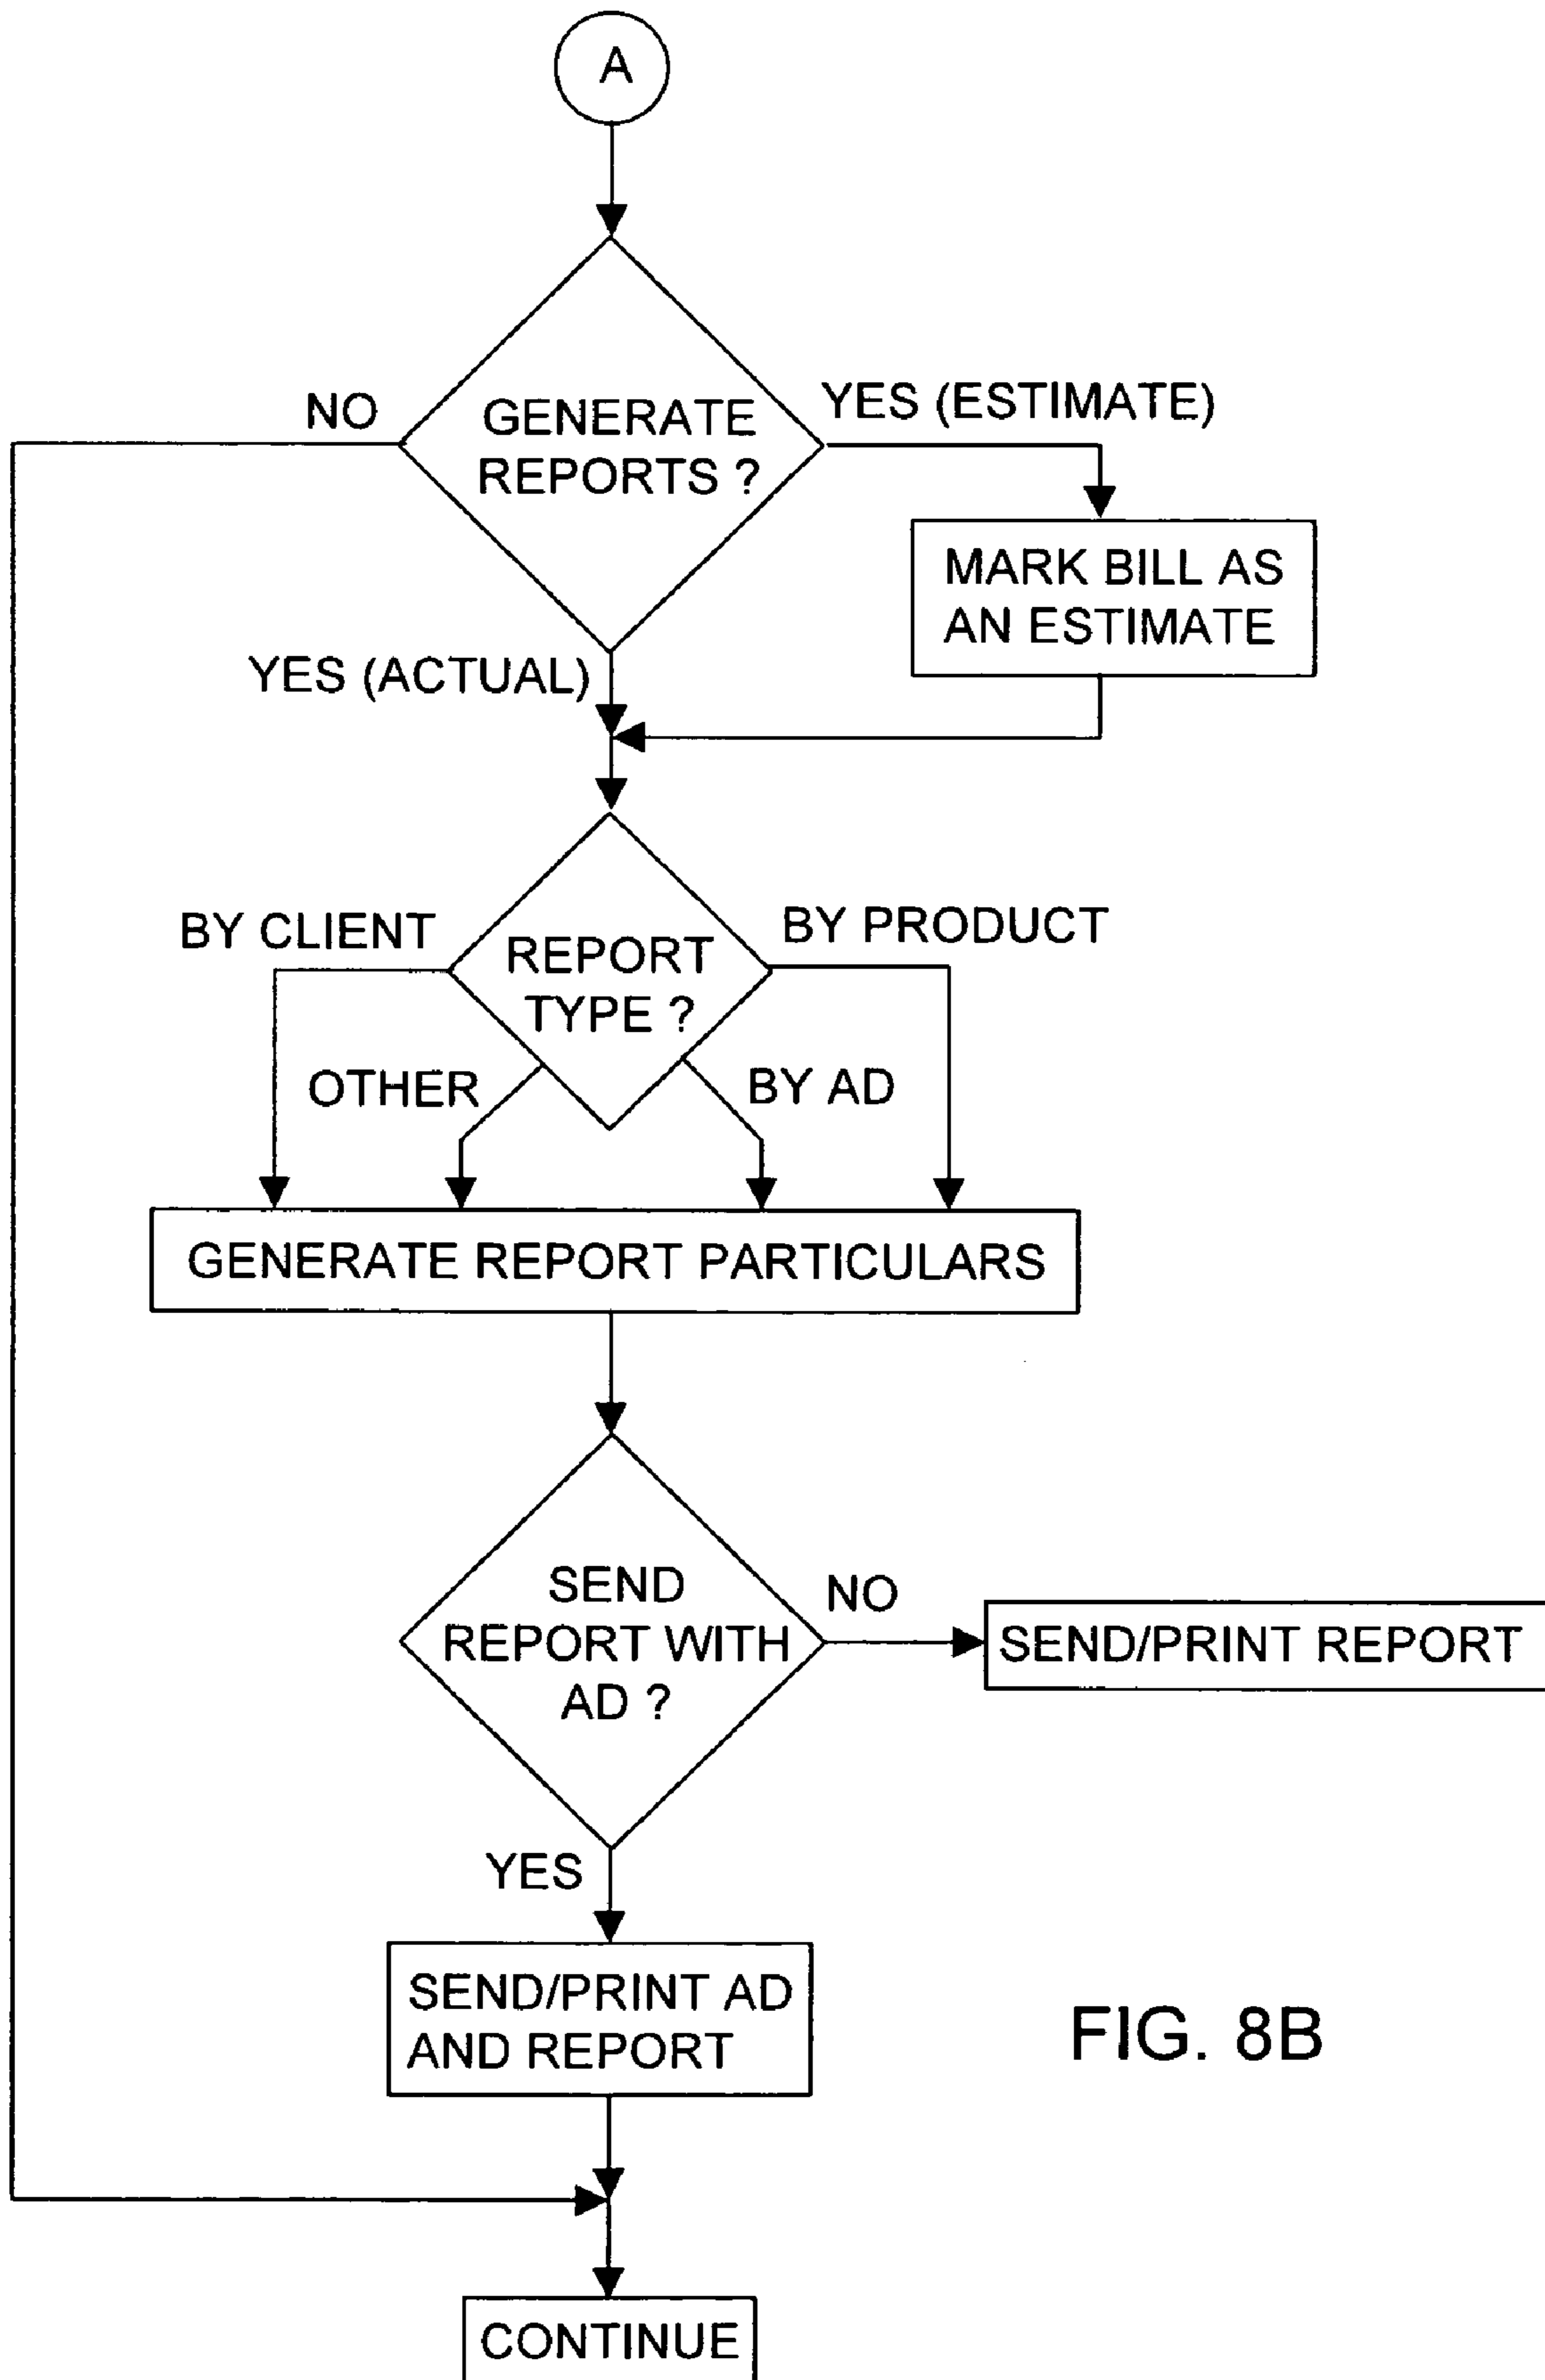 A
NO
GENERATE
REPORTS ?
YES (ESTIMATE)
MARK BILL AS
AN ESTIMATE
YES (ACTUAL)
BY CLIENT
REPORT
TYPE ?
BY PRODUCT
OTHER
BY AD
GENERATE REPORT PARTICULARS
SEND
REPORT WITH
AD ?
NO
SEND/PRINT REPORT
YES
SEND/PRINT AD
AND REPORT
FIG. 8B
CONTINUE